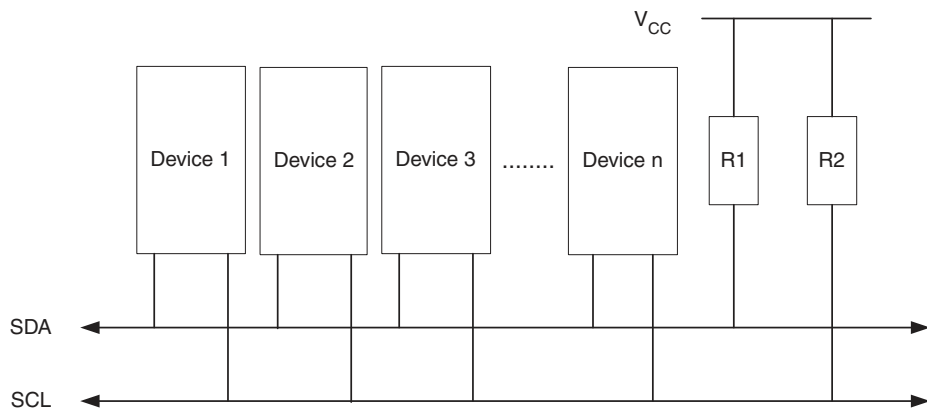 V_CC
Device 1 Device 2 Device 3 ........ Device n R1 R2
SDA
SCL